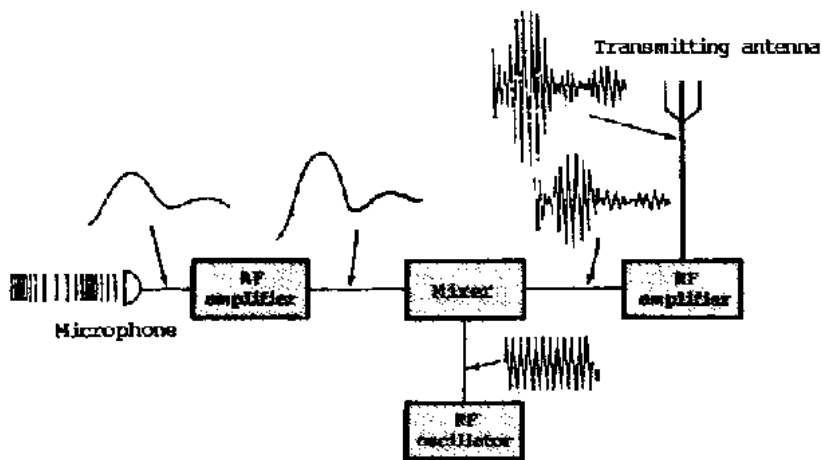 Transmitting antenna
RF
amplifier
Mixer
RF
amplifier
Microphone
RF
oscillator